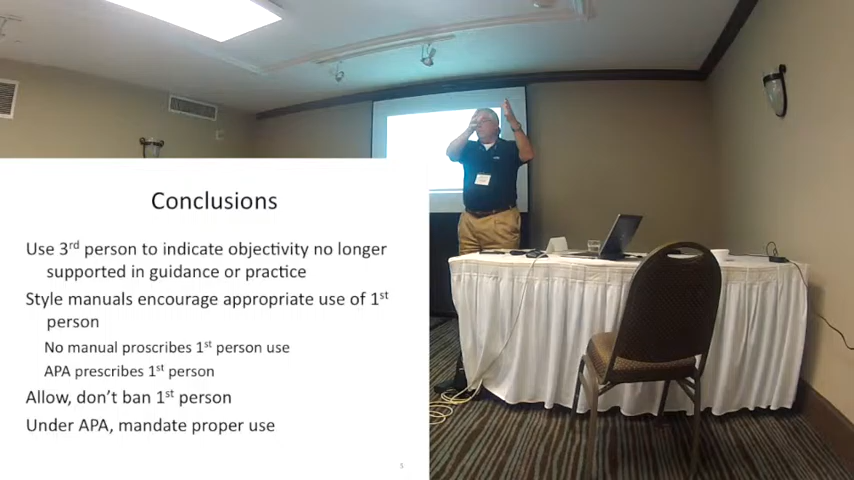 Conclusions
Use 3rd person to indicate objectivity no longer
supported in guidance or practice
Style manuals encourage appropriate use of 1st
person
No manual proscribes 1st person use
APA prescribes 1st person
Allow, don't ban 1st person
Under APA, mandate proper use
5